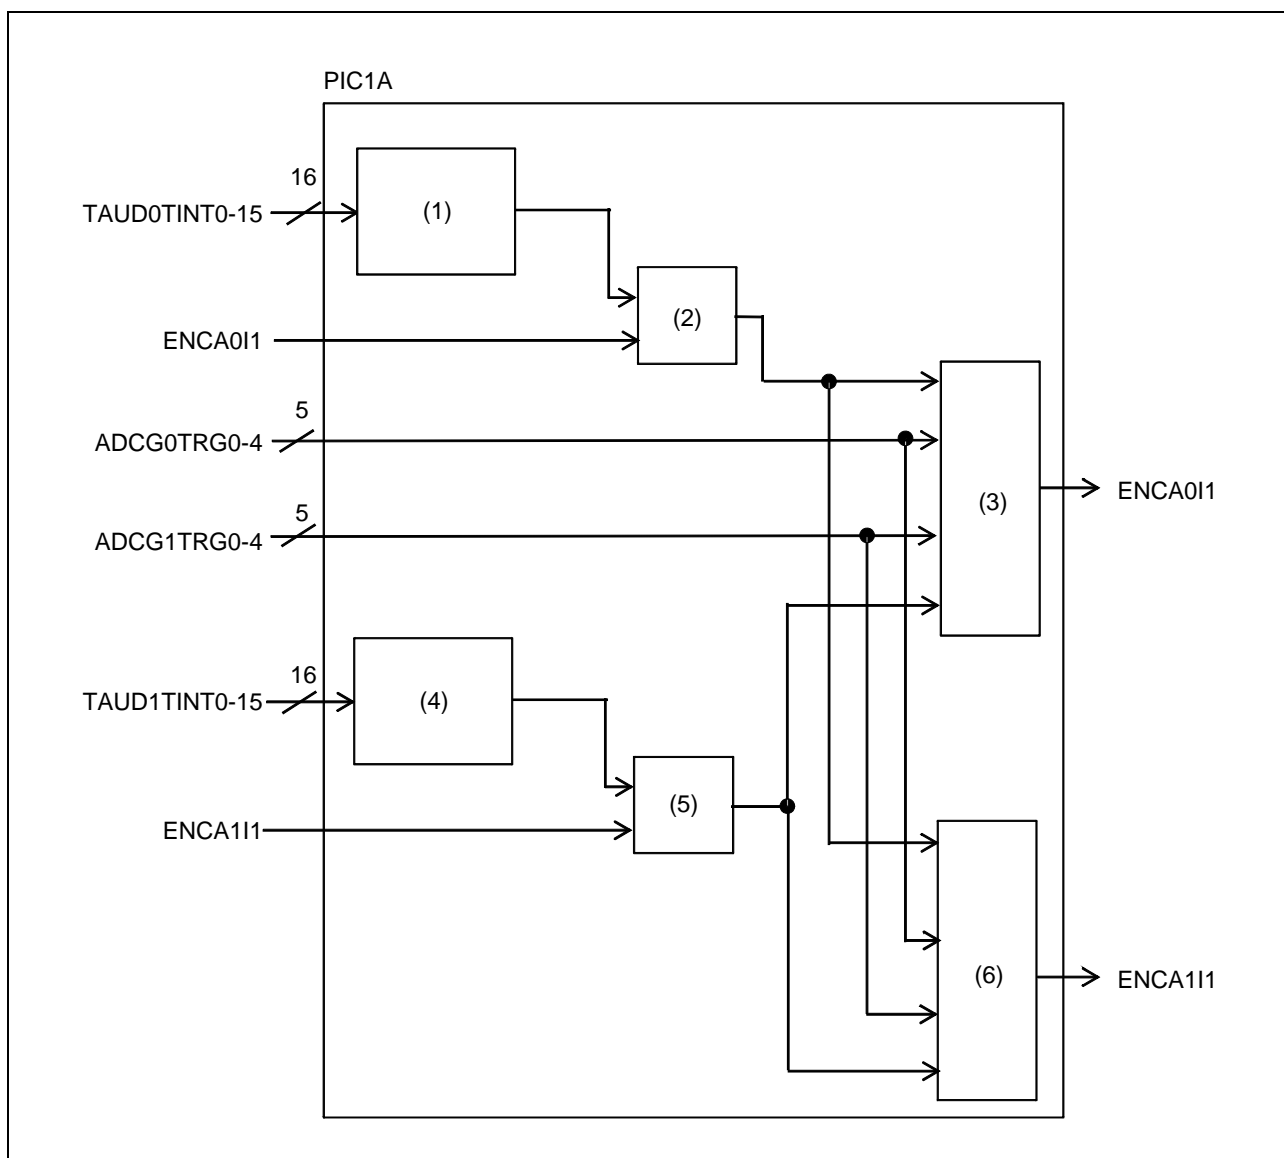 PIC1A
16
TAUD0TINT0-15
(1)
(2)
ENCA0I1
5
ADCG0TRG0-4
(3)
ENCA0I1
5
ADCG1TRG0-4
16
TAUD1TINT0-15
(4)
(5)
ENCA1I1
(6)
ENCA1I1